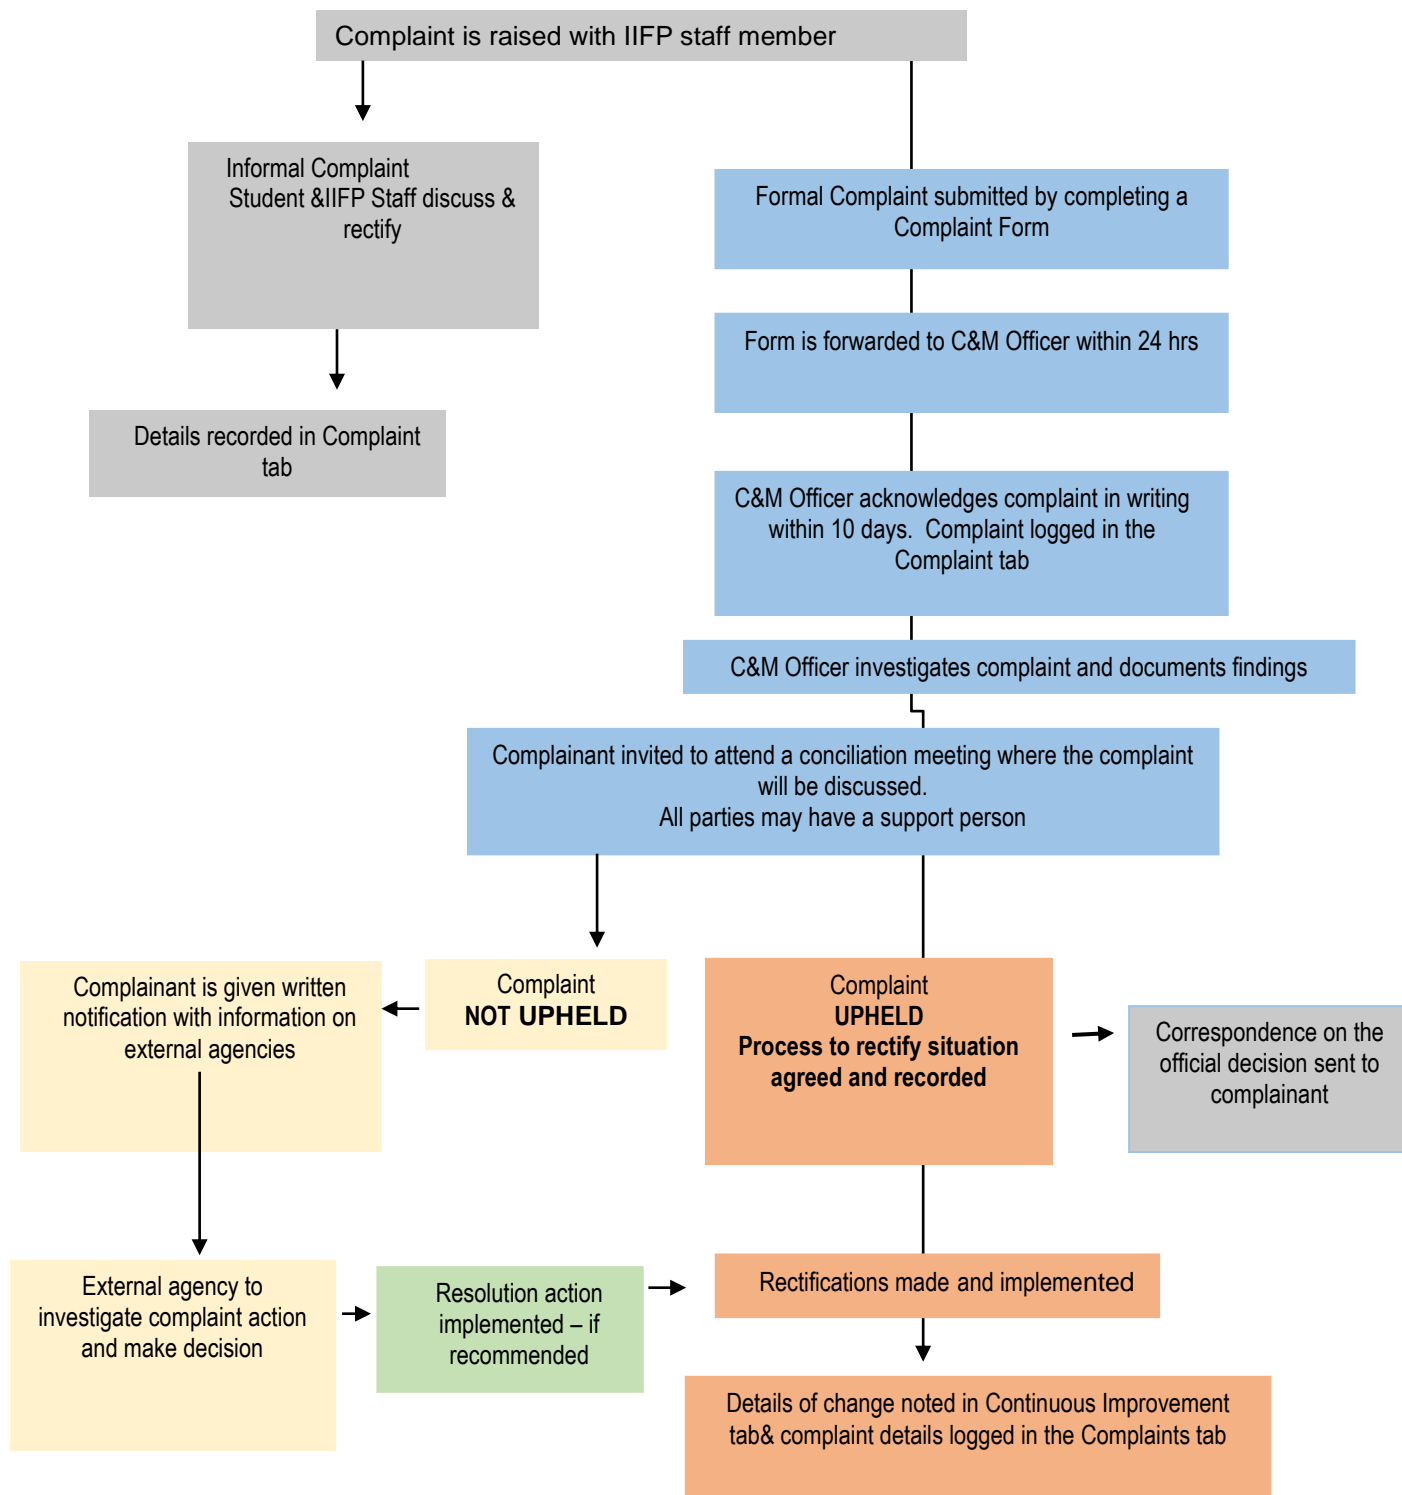 Complaint is raised with IIFP staff member
Informal Complaint
Student &IIFP Staff discuss &
rectify
Formal Complaint submitted by completing a
Complaint Form
Form is forwarded to C&M Officer within 24 hrs
Details recorded in Complaint
tab
C&M Officer acknowledges complaint in writing
within 10 days.  Complaint logged in the
Complaint tab
C&M Officer investigates complaint and documents findings
Complainant invited to attend a conciliation meeting where the complaint
will be discussed.
All parties may have a support person
Complainant is given written
notification with information on
external agencies
Complaint
NOT UPHELD
Complaint
UPHELD
Process to rectify situation
agreed and recorded
Correspondence on the
official decision sent to
complainant
External agency to
investigate complaint action
and make decision
Resolution action
implemented – if
recommended
Rectifications made and implemented
Details of change noted in Continuous Improvement
tab& complaint details logged in the Complaints tab